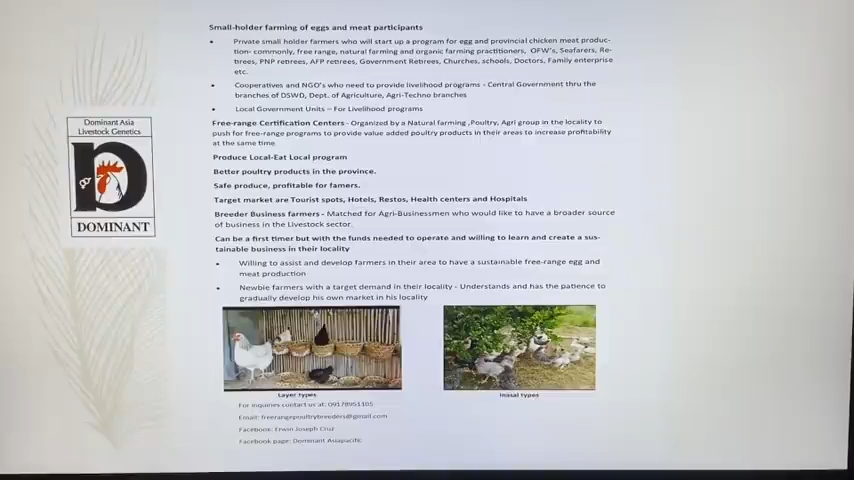 Small-holder farming of eggs and meat participants
• Private small holder farmers who will start up a program for egg and provincial chicken meat produc-
tion- commonly, free range, natural farming and organic farming practitioners, OFW's, Seafarers, Re-
tirees, PNP retirees, AFP retirees, Government Retirees, Churches, schools, Doctors, Family enterprise
etc.
• Cooperatives and NGO's who need to provide livelihood programs - Central Government thru the
branches of DSWD, Dept. of Agriculture, Agri-Techno branches
• Local Government Units – For Livelihood programs
Free-range Certification Centers - Organized by a Natural farming ,Poultry, Agri group in the locality to
push for free-range programs to provide value added poultry products in their areas to increase profitability
at the same time
Produce Local-Eat Local program
Better poultry products in the province.
Safe produce, profitable for famers.
Target market are Tourist spots, Hotels, Restos, Health centers and Hospitals
Breeder Business farmers - Matched for Agri-Businessmen who would like to have a broader source
of business in the Livestock sector.
Can be a first timer but with the funds needed to operate and willing to learn and create a sus-
tainable business in their locality
• Willing to assist and develop farmers in their area to have a sustainable free-range egg and
meat production
• Newbie farmers with a target demand in their locality - Understands and has the patience to
gradually develop his own market in his locality
Layer types
Inasal types
For inquiries contact us at: 09178951105
Email: freerangepoultrybreeders@gmail.com
Facebook: Erwin Joseph Cruz
Facebook page: Dominant Asiapacific
Dominant Asia
Livestock Genetics
DOMINANT